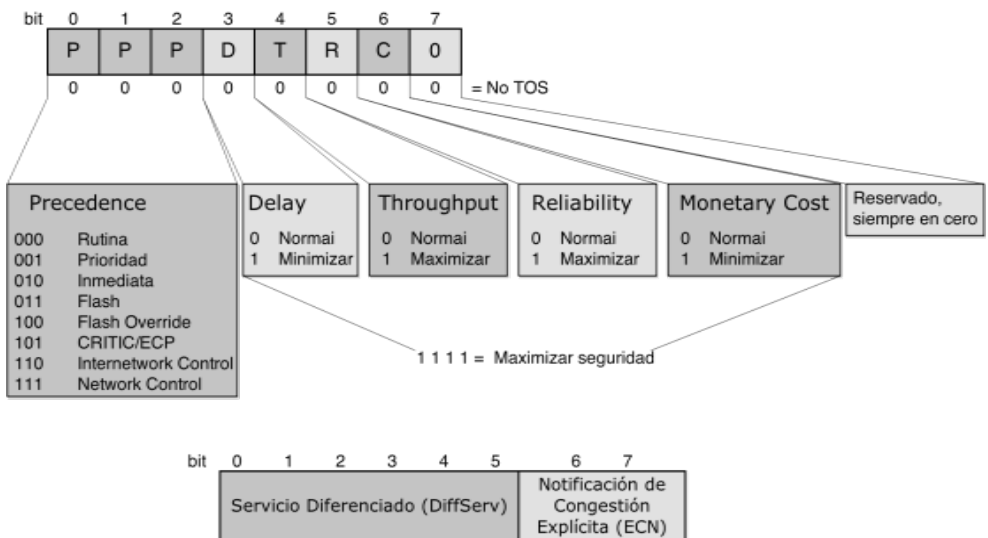 bit 0 1 2 3 4 5 6 7
P P P D T R C 0
0 0 0 0 0 0 0 0 = No TOS
Precedence
000 Rutina
001 Prioridad
010 Inmediata
011 Flash
100 Flash Override
101 CRITIC/ECP
110 Internetwork Control
111 Network Control
Delay
0 Normai
1 Minimizar
Throughput
0 Normai
1 Maximizar
Reliability
0 Normai
1 Maximizar
Monetary Cost
0 Normai
1 Minimizar
Reservado,
siempre en cero
1 1 1 1 = Maximizar seguridad
bit 0 1 2 3 4 5 6 7
Servicio Diferenciado (DiffServ)
Notificación de
Congestión
Explícita (ECN)